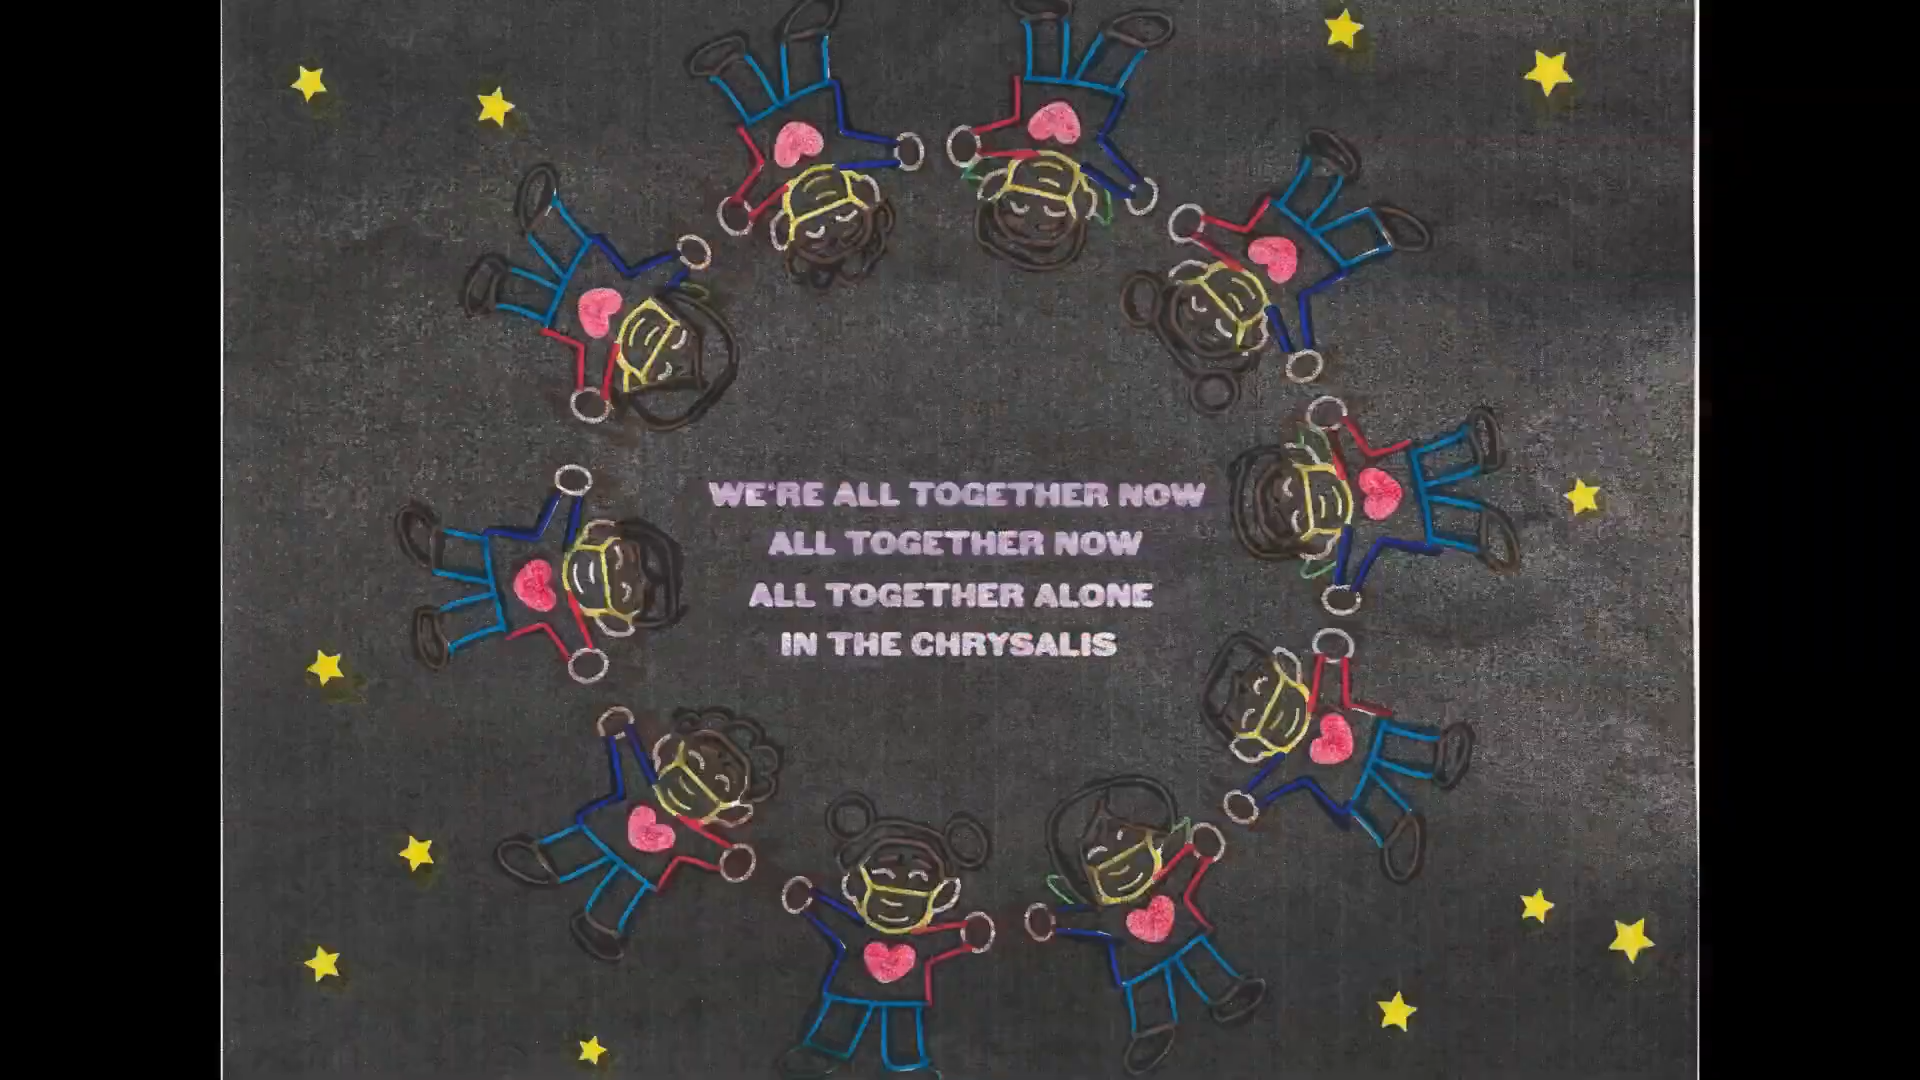 WE'RE ALL TOGETHER NOW
ALL TOGETHER NOW
ALL TOGETHER ALONE
IN THE CHRYSALIS